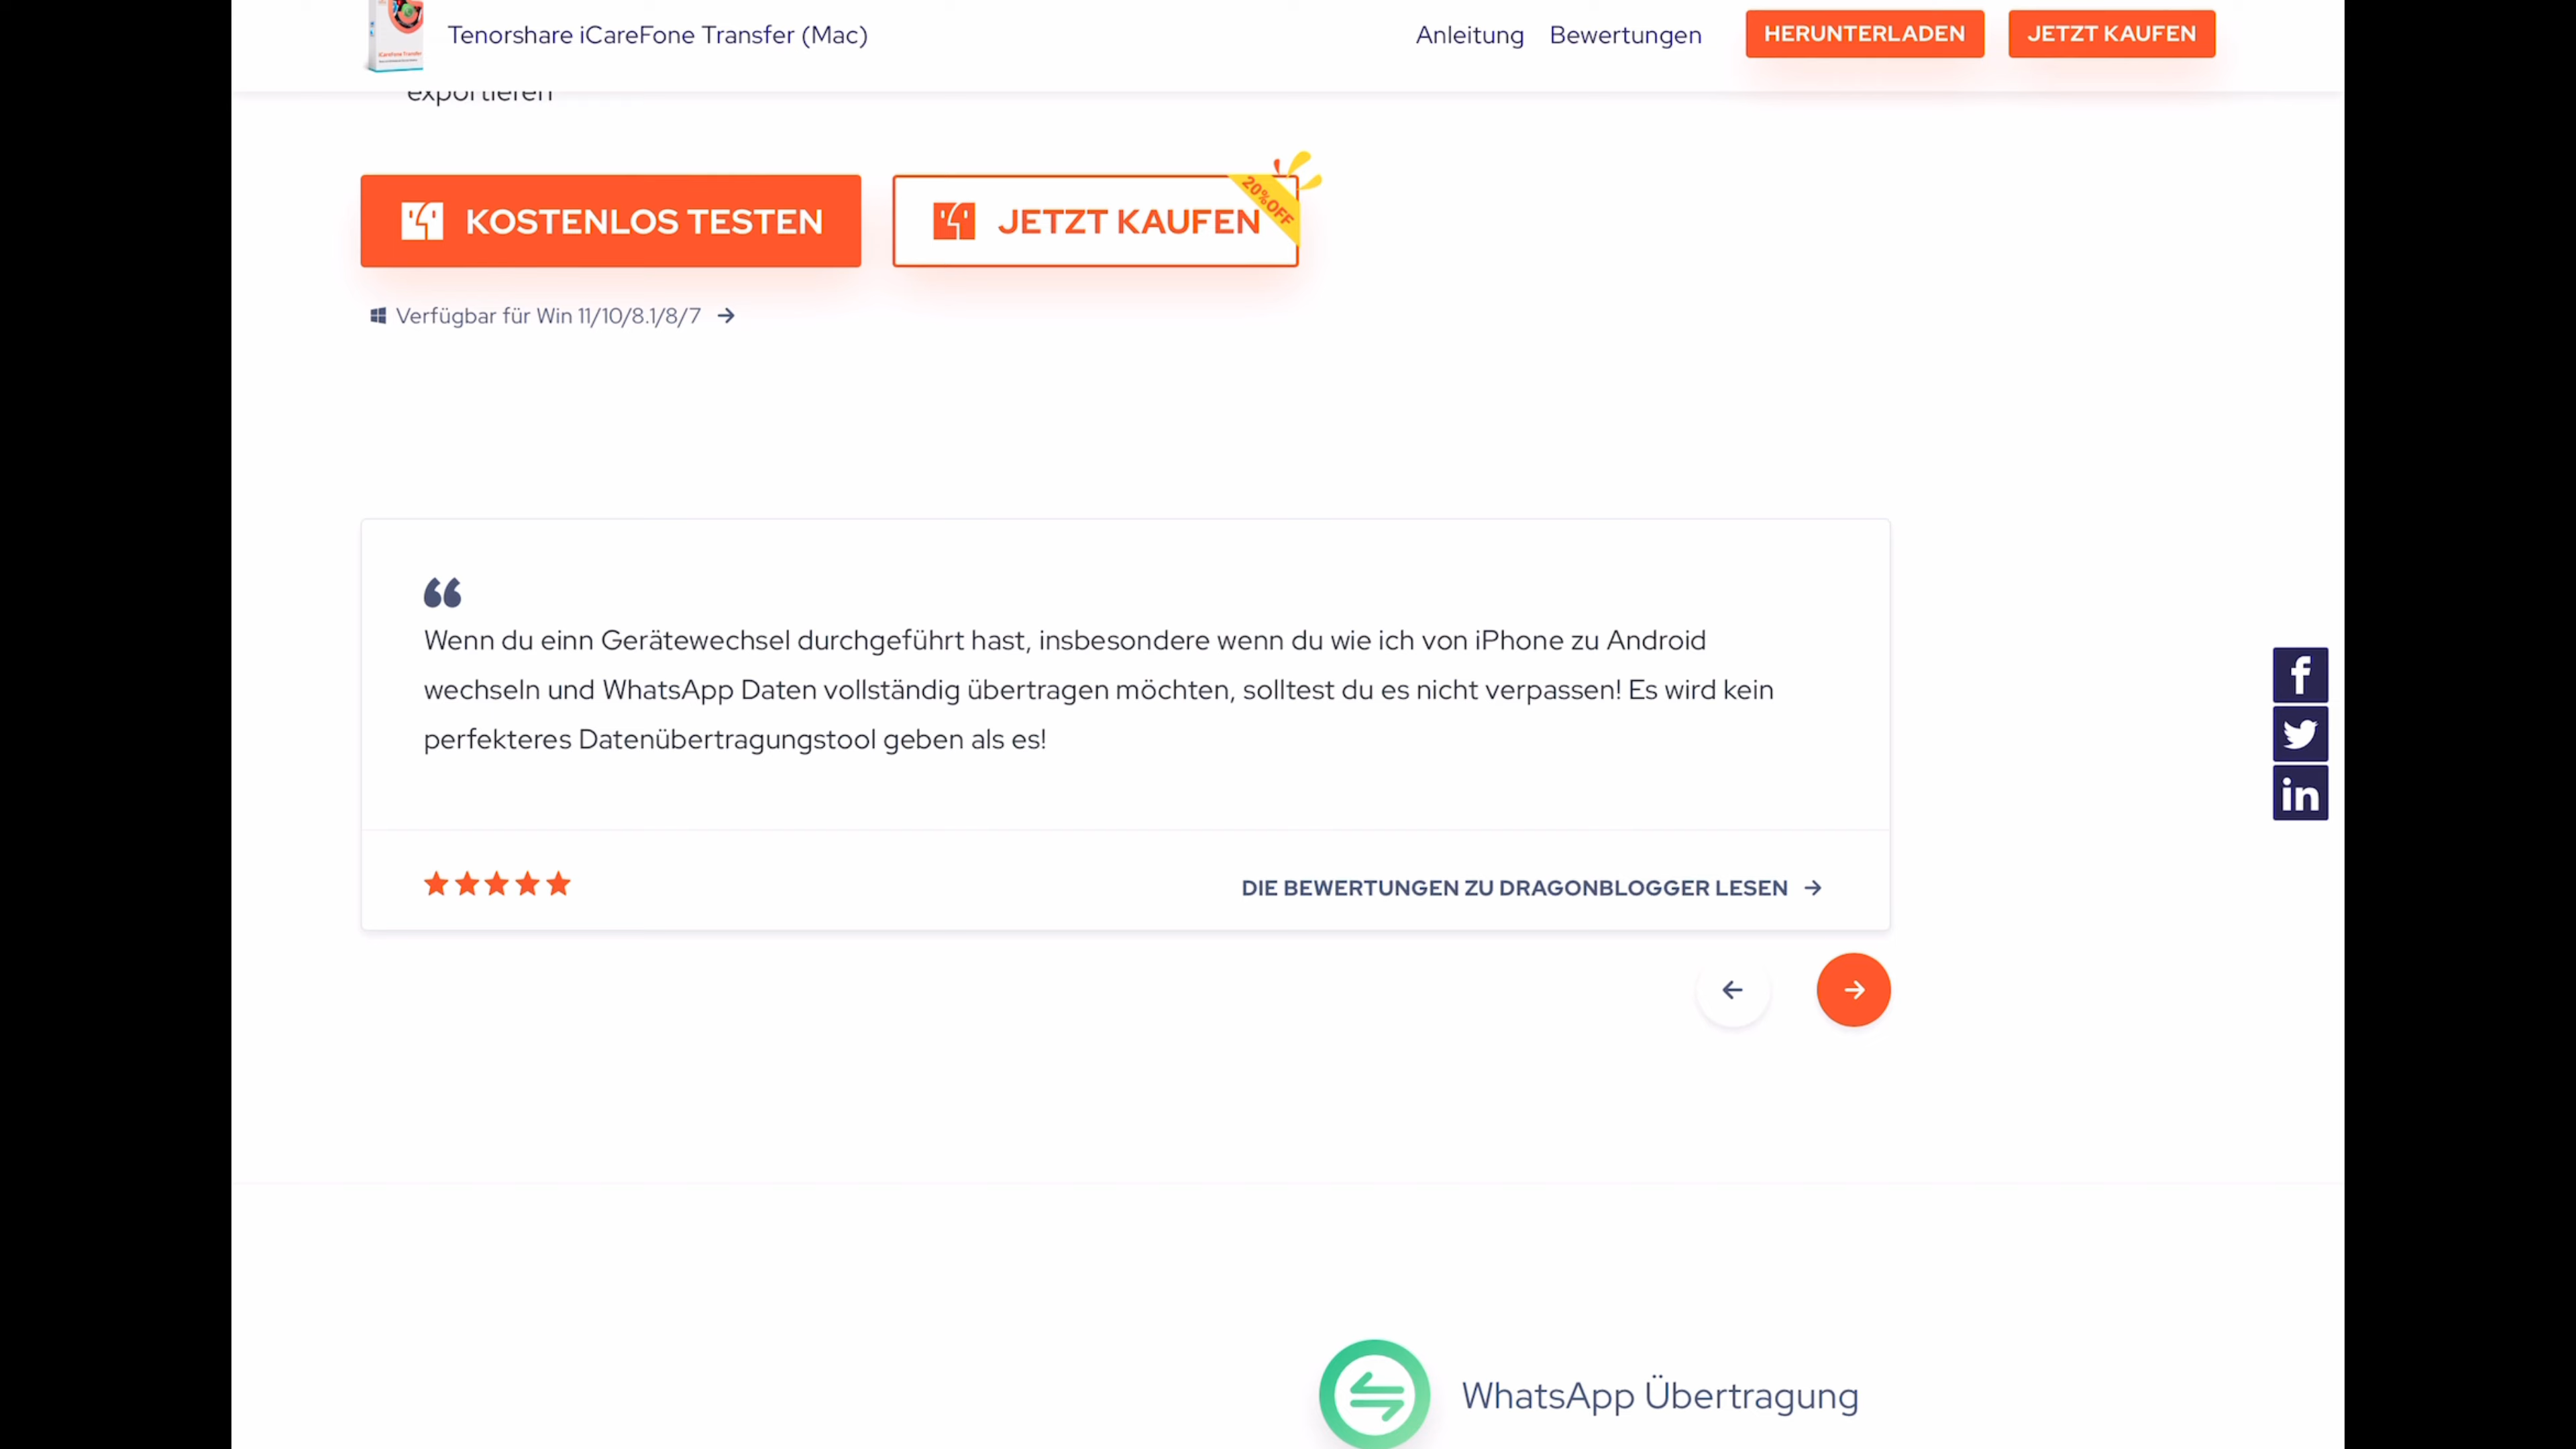 Tenorshare iCareFone Transfer (Mac)
Anleitung
Bewertungen
HERUNTERLADEN
JETZT KAUFEN
exportieren
KOSTENLOS TESTEN
JETZT KAUFEN
20%OFF
Verfügbar für Win 11/10/8.1/8/7
Wenn du einn Gerätewechsel durchgeführt hast, insbesondere wenn du wie ich von iPhone zu Android
wechseln und WhatsApp Daten vollständig übertragen möchten, solltest du es nicht verpassen! Es wird kein
perfekteres Datenübertragungstool geben als es!
DIE BEWERTUNGEN ZU DRAGONBLOGGER LESEN
WhatsApp Übertragung